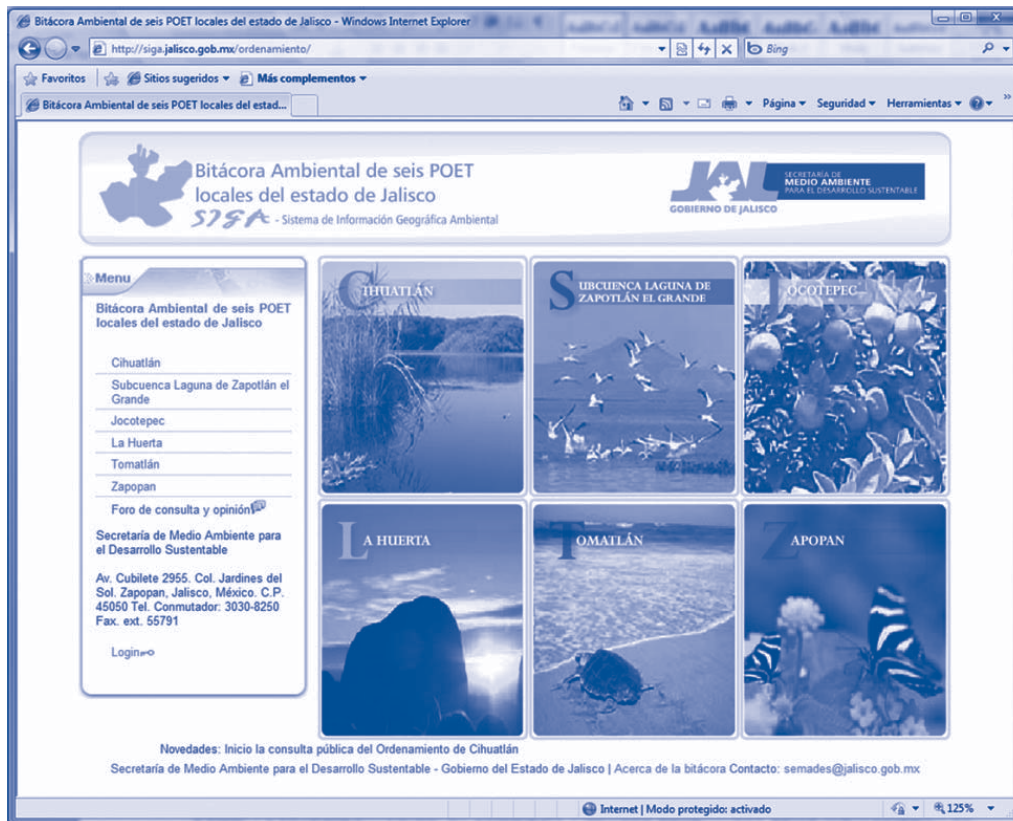 Bitácora Ambiental de seis POET locales del estado de Jalisco - Windows Internet Explorer
http://siga.jalisco.gob.mx/ordenamiento/
Bing
Favoritos
Sitios sugeridos
Más complementos
Bitácora Ambiental de seis POET locales del estad...
Página
Seguridad
Herramientas
Bitácora Ambiental de seis POET
locales del estado de Jalisco
SIGA - Sistema de Información Geográfica Ambiental
JAL
GOBIERNO DE JALISCO
SECRETARÍA DE
MEDIO AMBIENTE
PARA EL DESARROLLO SUSTENTABLE
Menu
Bitácora Ambiental de seis POET
locales del estado de Jalisco
Cihuatlán
Subcuenca Laguna de Zapotlán el
Grande
Jocotepec
La Huerta
Tomatlán
Zapopan
Foro de consulta y opinión
Secretaría de Medio Ambiente para
el Desarrollo Sustentable
Av. Cubilete 2955. Col. Jardines del
Sol. Zapopan, Jalisco, México. C.P.
45050 Tel. Conmutador: 3030-8250
Fax. ext. 55791
Login
CIHUATLÁN
SUBCUENCA LAGUNA DE
ZAPOTLÁN EL GRANDE
JOCOTEPEC
LA HUERTA
TOMATLÁN
ZAPOPAN
Novedades: Inicio la consulta pública del Ordenamiento de Cihuatlán
Secretaría de Medio Ambiente para el Desarrollo Sustentable - Gobierno del Estado de Jalisco | Acerca de la bitácora Contacto: semades@jalisco.gob.mx
Internet | Modo protegido: activado
125%